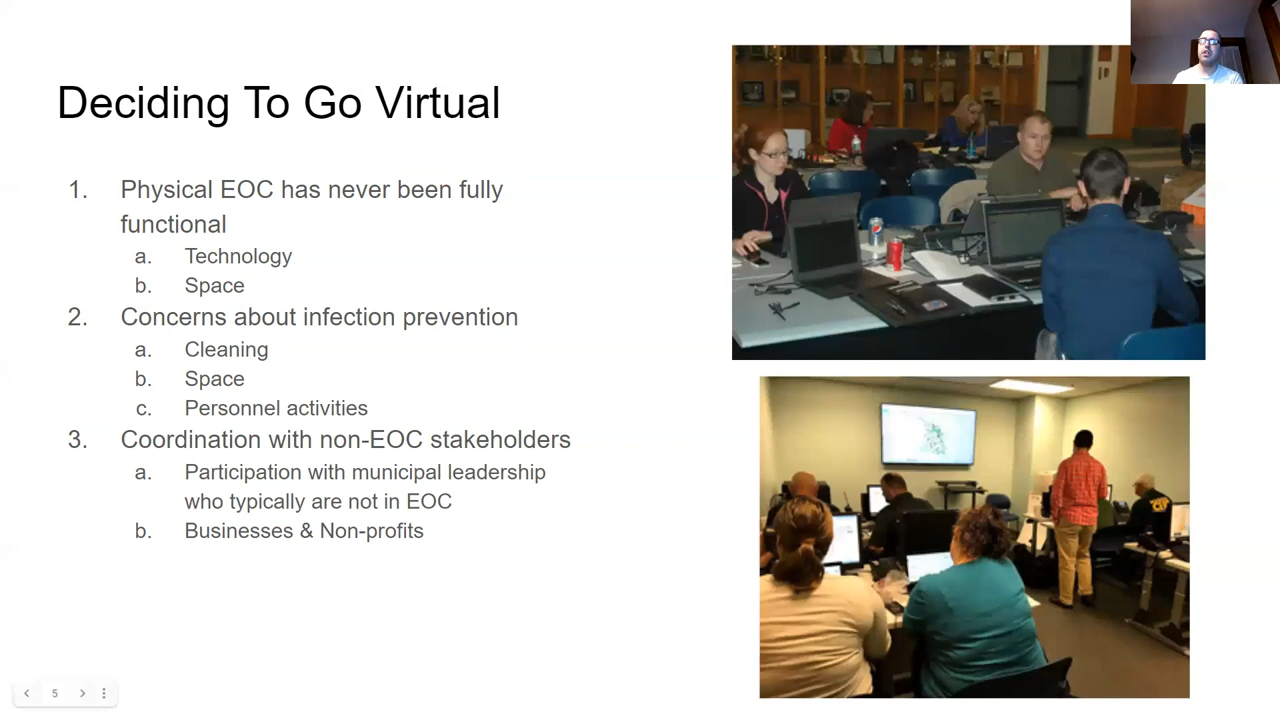 Deciding To Go Virtual
1. Physical EOC has never been fully
functional
a. Technology
b. Space
2. Concerns about infection prevention
a. Cleaning
b. Space
c. Personnel activities
3. Coordination with non-EOC stakeholders
a. Participation with municipal leadership
who typically are not in EOC
b. Businesses & Non-profits
5